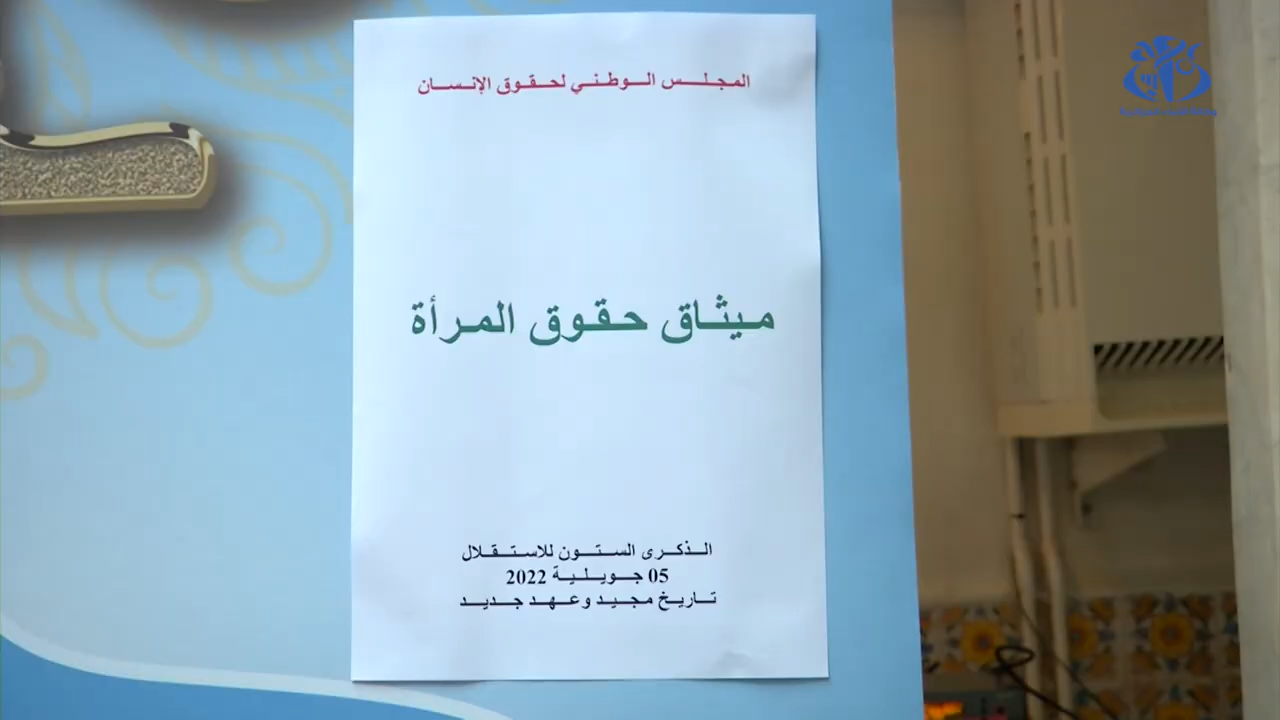 المجلس الوطني لحقوق الإنسان
ميثاق حقوق المرأة
الذكرى الستون للاستقلال
05 جويلية 2022
تاريخ مجيد وعهد جديد